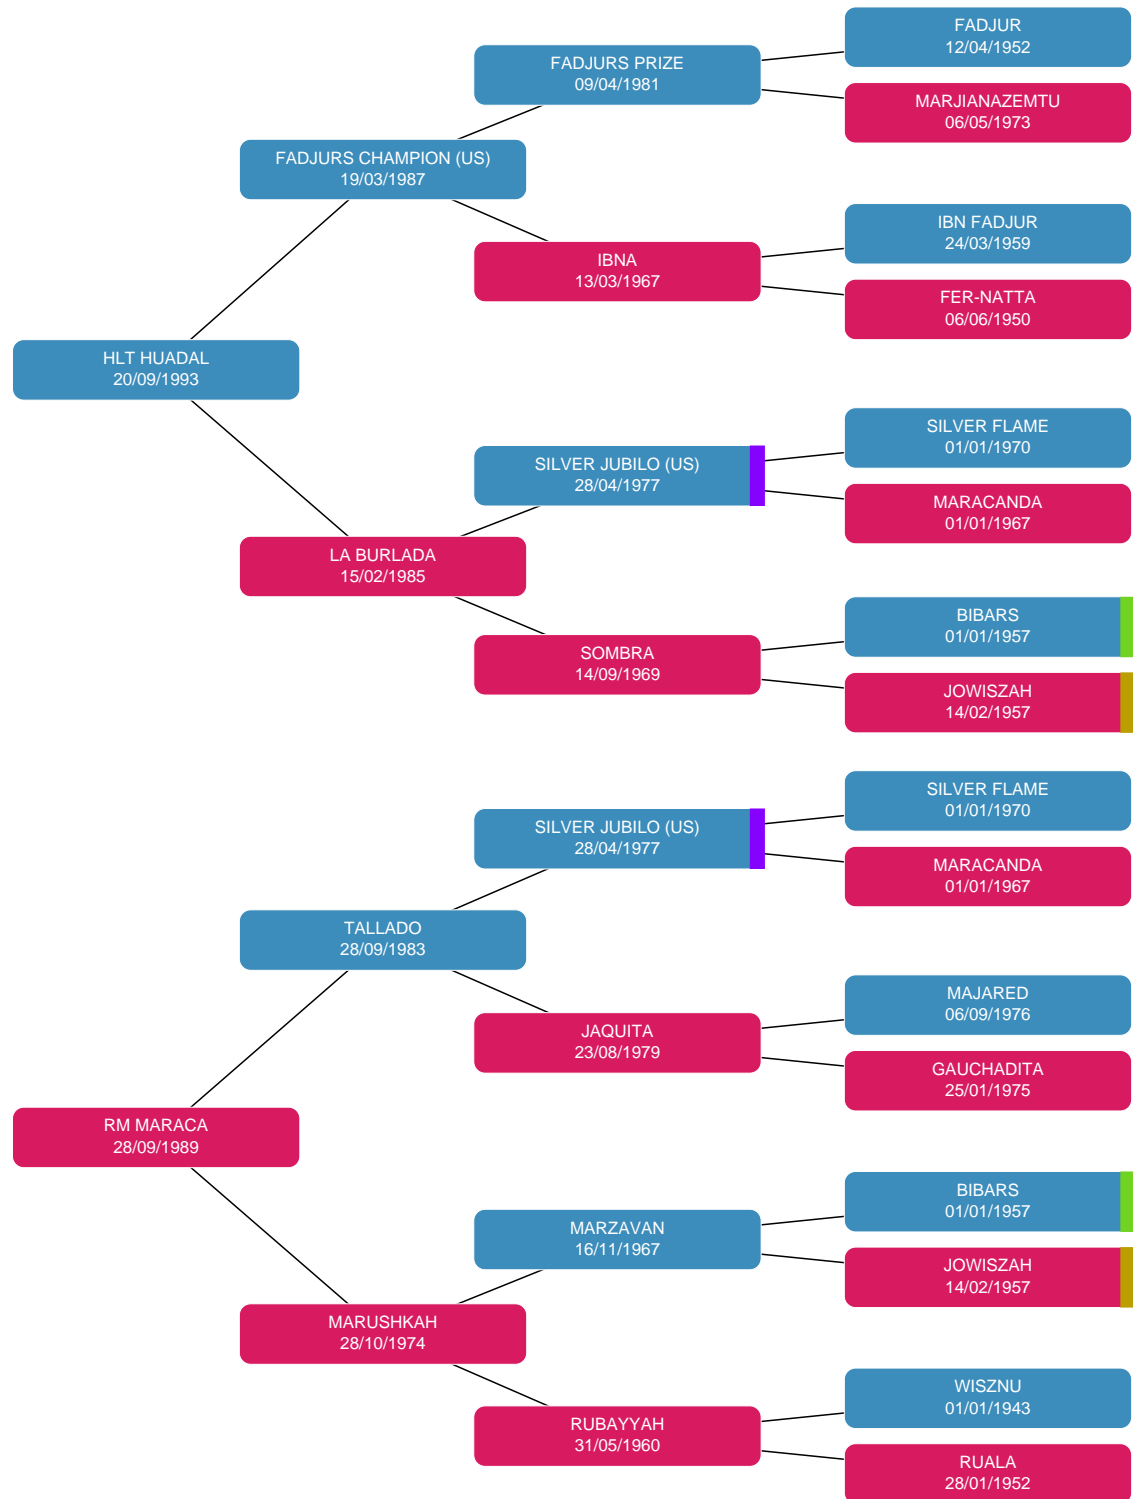 FADJUR
12/04/1952
FADJURS PRIZE
09/04/1981
MARJIANAZEMTU
06/05/1973
FADJURS CHAMPION (US)
19/03/1987
IBN FADJUR
24/03/1959
IBNA
13/03/1967
FER-NATTA
06/06/1950
HLT HUADAL
20/09/1993
SILVER FLAME
01/01/1970
SILVER JUBILO (US)
28/04/1977
MARACANDA
01/01/1967
LA BURLADA
15/02/1985
BIBARS
01/01/1957
SOMBRA
14/09/1969
JOWISZAH
14/02/1957
SILVER FLAME
01/01/1970
SILVER JUBILO (US)
28/04/1977
MARACANDA
01/01/1967
TALLADO
28/09/1983
MAJARED
06/09/1976
JAQUITA
23/08/1979
GAUCHADITA
25/01/1975
RM MARACA
28/09/1989
BIBARS
01/01/1957
MARZAVAN
16/11/1967
JOWISZAH
14/02/1957
MARUSHKAH
28/10/1974
WISZNU
01/01/1943
RUBAYYAH
31/05/1960
RUALA
28/01/1952